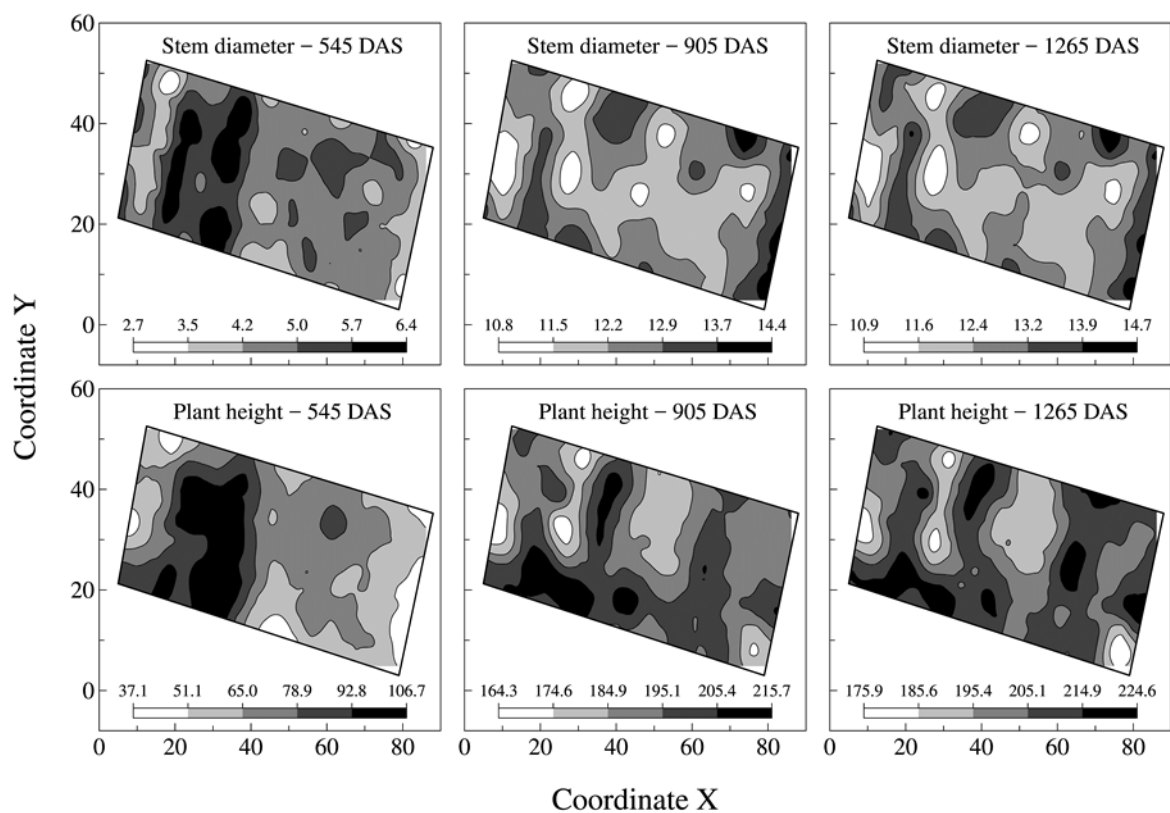 60
Stem diameter − 545 DAS
Stem diameter − 905 DAS
Stem diameter − 1265 DAS
40
20
0
2.7 3.5 4.2 5.0 5.7 6.4
10.8 11.5 12.2 12.9 13.7 14.4
10.9 11.6 12.4 13.2 13.9 14.7
Coordinate Y
60
Plant height − 545 DAS
Plant height − 905 DAS
Plant height − 1265 DAS
40
20
0
37.1 51.1 65.0 78.9 92.8 106.7
164.3 174.6 184.9 195.1 205.4 215.7
175.9 185.6 195.4 205.1 214.9 224.6
0 20 40 60 80
0 20 40 60 80
0 20 40 60 80
Coordinate X